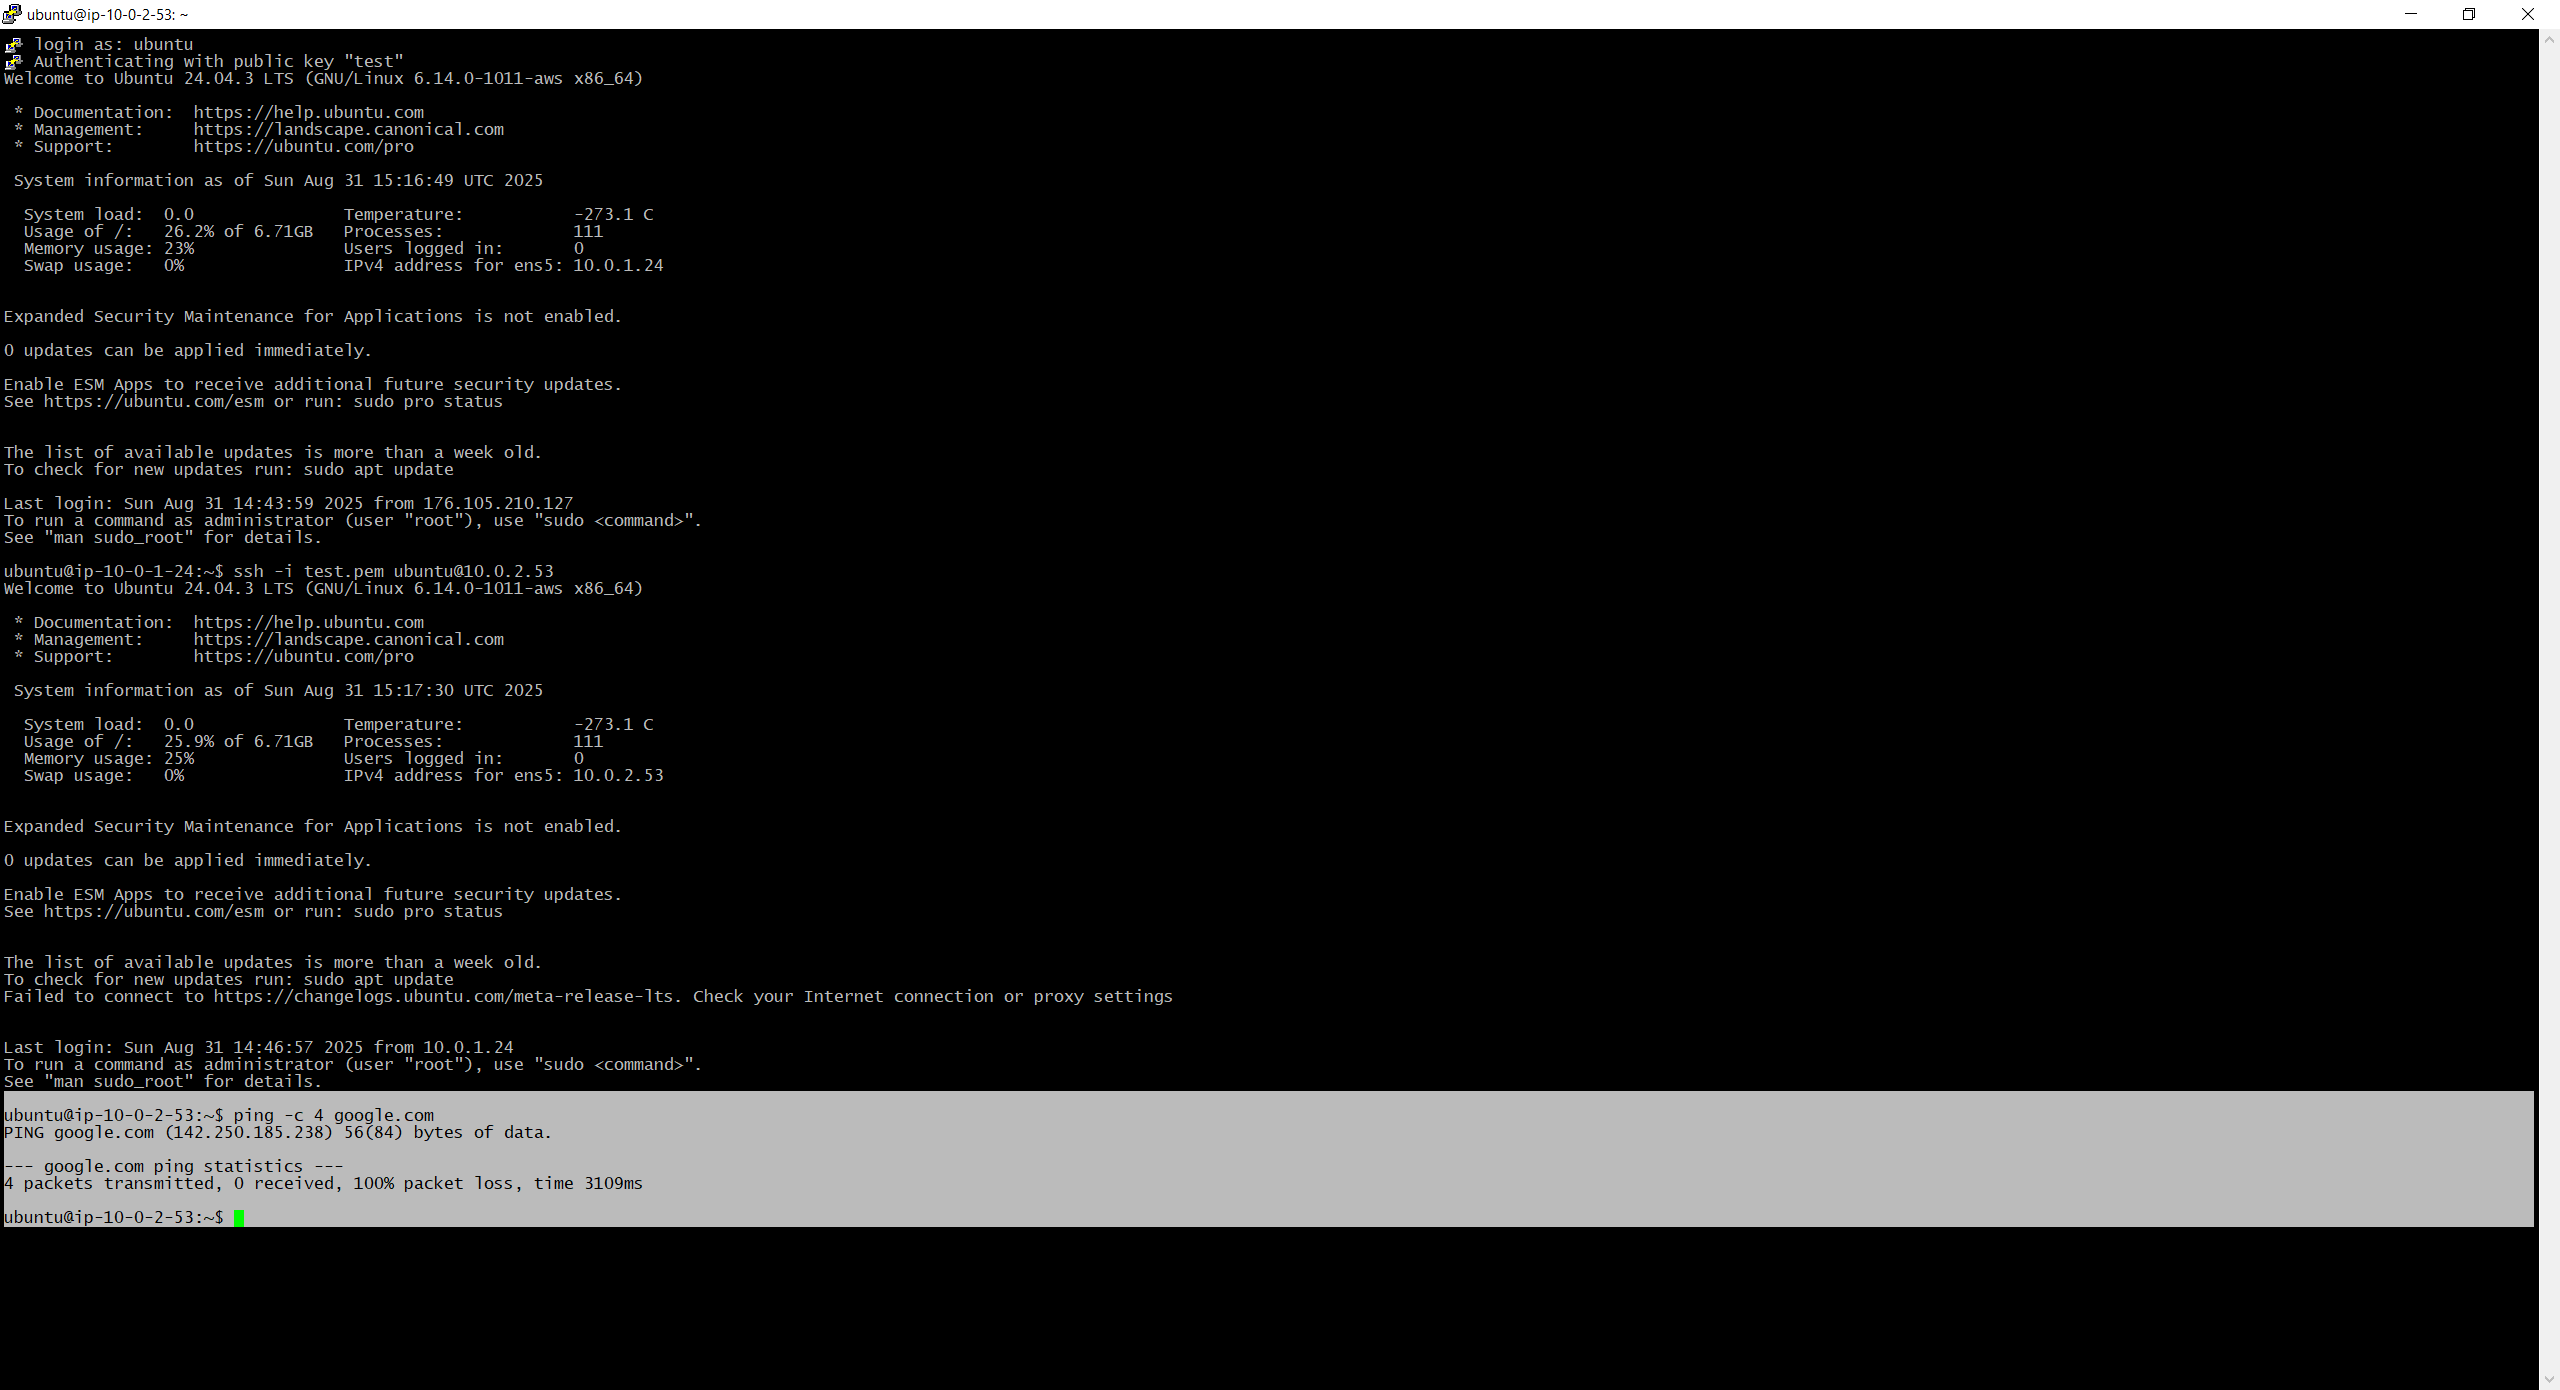 ubuntu@ip-10-0-2-53: ~
login as: ubuntu
Authenticating with public key "test"
Welcome to Ubuntu 24.04.3 LTS (GNU/Linux 6.14.0-1011-aws x86_64)
* Documentation:  https://help.ubuntu.com
* Management:     https://landscape.canonical.com
* Support:        https://ubuntu.com/pro
System information as of Sun Aug 31 15:16:49 UTC 2025
System load:  0.0               Temperature:           -273.1 C
Usage of /:   26.2% of 6.71GB   Processes:             111
Memory usage: 23%               Users logged in:       0
Swap usage:   0%                IPv4 address for ens5: 10.0.1.24
Expanded Security Maintenance for Applications is not enabled.
0 updates can be applied immediately.
Enable ESM Apps to receive additional future security updates.
See https://ubuntu.com/esm or run: sudo pro status
The list of available updates is more than a week old.
To check for new updates run: sudo apt update
Last login: Sun Aug 31 14:43:59 2025 from 176.105.210.127
To run a command as administrator (user "root"), use "sudo <command>".
See "man sudo_root" for details.
ubuntu@ip-10-0-1-24:~$ ssh -i test.pem ubuntu@10.0.2.53
Welcome to Ubuntu 24.04.3 LTS (GNU/Linux 6.14.0-1011-aws x86_64)
* Documentation:  https://help.ubuntu.com
* Management:     https://landscape.canonical.com
* Support:        https://ubuntu.com/pro
System information as of Sun Aug 31 15:17:30 UTC 2025
System load:  0.0               Temperature:           -273.1 C
Usage of /:   25.9% of 6.71GB   Processes:             111
Memory usage: 25%               Users logged in:       0
Swap usage:   0%                IPv4 address for ens5: 10.0.2.53
Expanded Security Maintenance for Applications is not enabled.
0 updates can be applied immediately.
Enable ESM Apps to receive additional future security updates.
See https://ubuntu.com/esm or run: sudo pro status
The list of available updates is more than a week old.
To check for new updates run: sudo apt update
Failed to connect to https://changelogs.ubuntu.com/meta-release-lts. Check your Internet connection or proxy settings
Last login: Sun Aug 31 14:46:57 2025 from 10.0.1.24
To run a command as administrator (user "root"), use "sudo <command>".
See "man sudo_root" for details.
ubuntu@ip-10-0-2-53:~$ ping -c 4 google.com
PING google.com (142.250.185.238) 56(84) bytes of data.
--- google.com ping statistics ---
4 packets transmitted, 0 received, 100% packet loss, time 3109ms
ubuntu@ip-10-0-2-53:~$